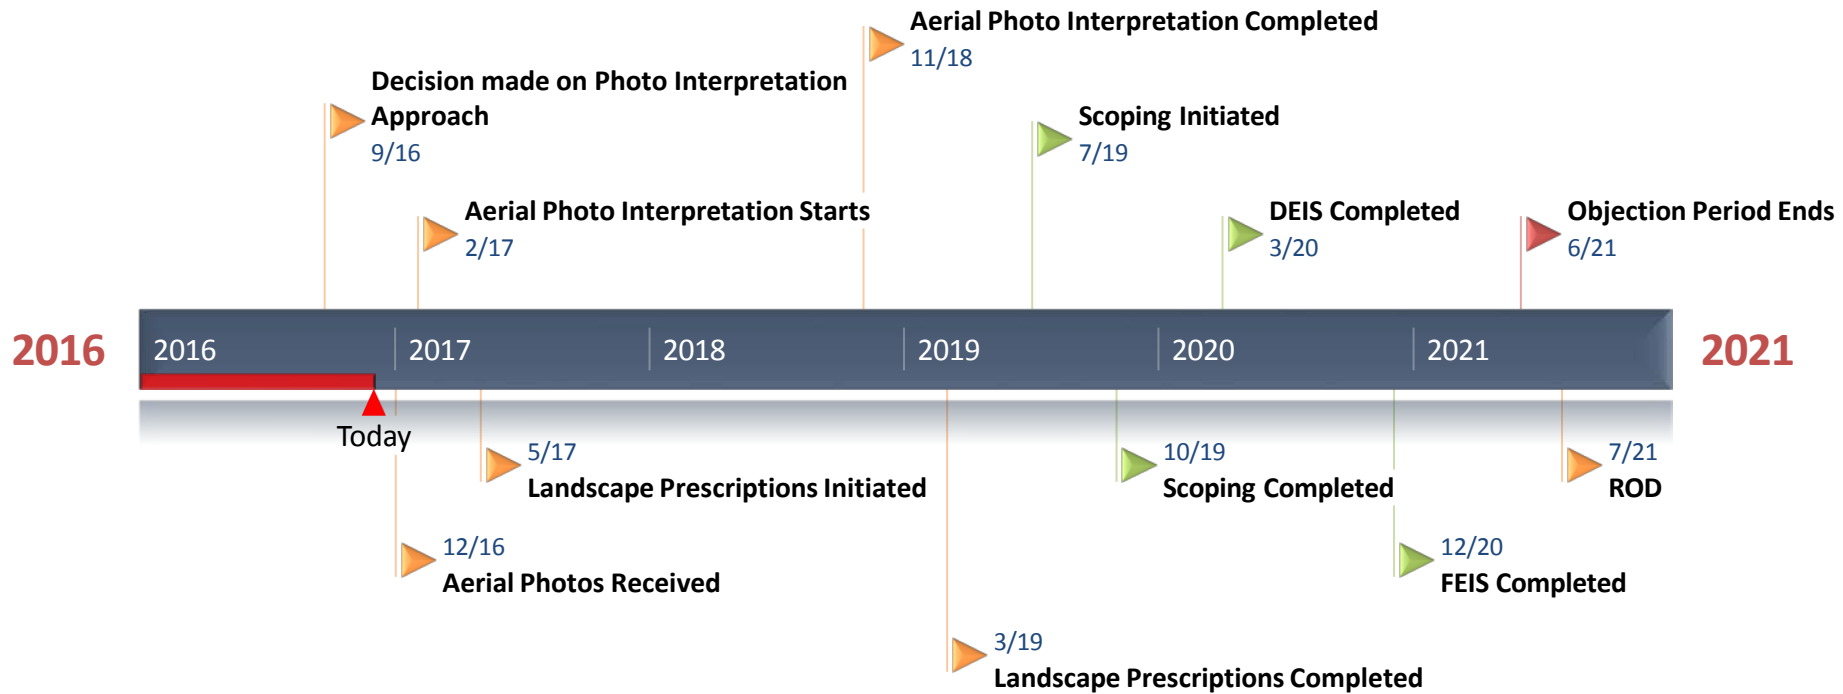 Aerial Photo Interpretation Completed
11/18
Decision made on Photo Interpretation
Approach
9/16
Scoping Initiated
7/19
Aerial Photo Interpretation Starts
2/17
DEIS Completed
3/20
Objection Period Ends
6/21
2016
2016
2017
2018
2019
2020
2021
2021
Today
5/17
Landscape Prescriptions Initiated
10/19
Scoping Completed
7/21
ROD
12/16
Aerial Photos Received
12/20
FEIS Completed
3/19
Landscape Prescriptions Completed